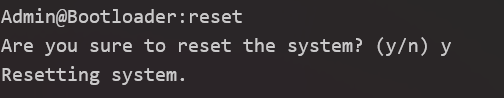 Admin@Bootloader:reset
Are you sure to reset the system? (y/n) y
Resetting system.